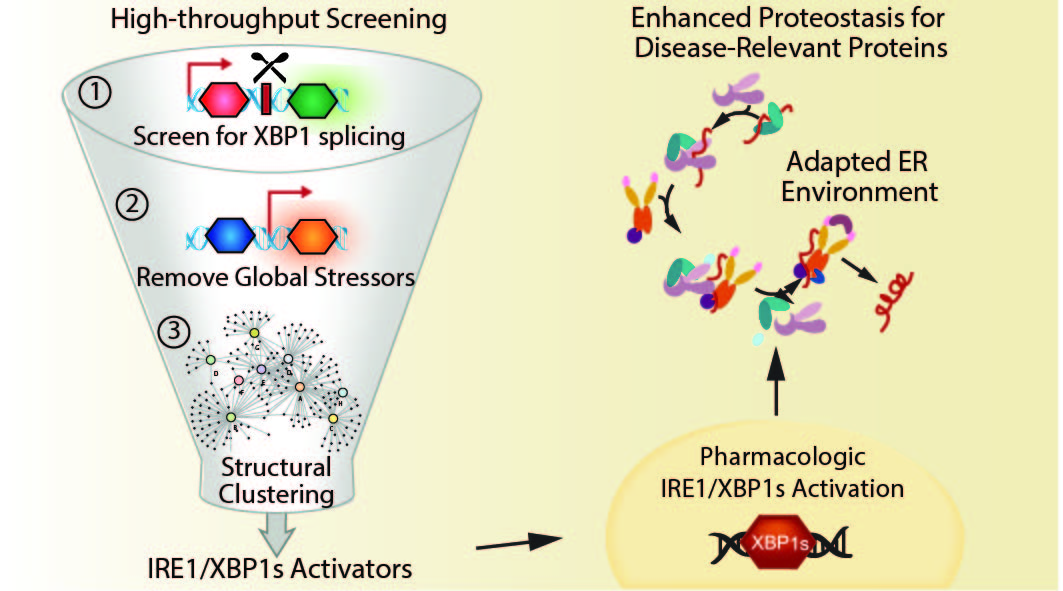 High-throughput Screening
1
Screen for XBP1 splicing
2
Remove Global Stressors
3
C
D
D
E
F
A
H
B
C
Structural
Clustering
IRE1/XBP1s Activators
Enhanced Proteostasis for
Disease-Relevant Proteins
Adapted ER
Environment
Pharmacologic
IRE1/XBP1s Activation
XBP1s